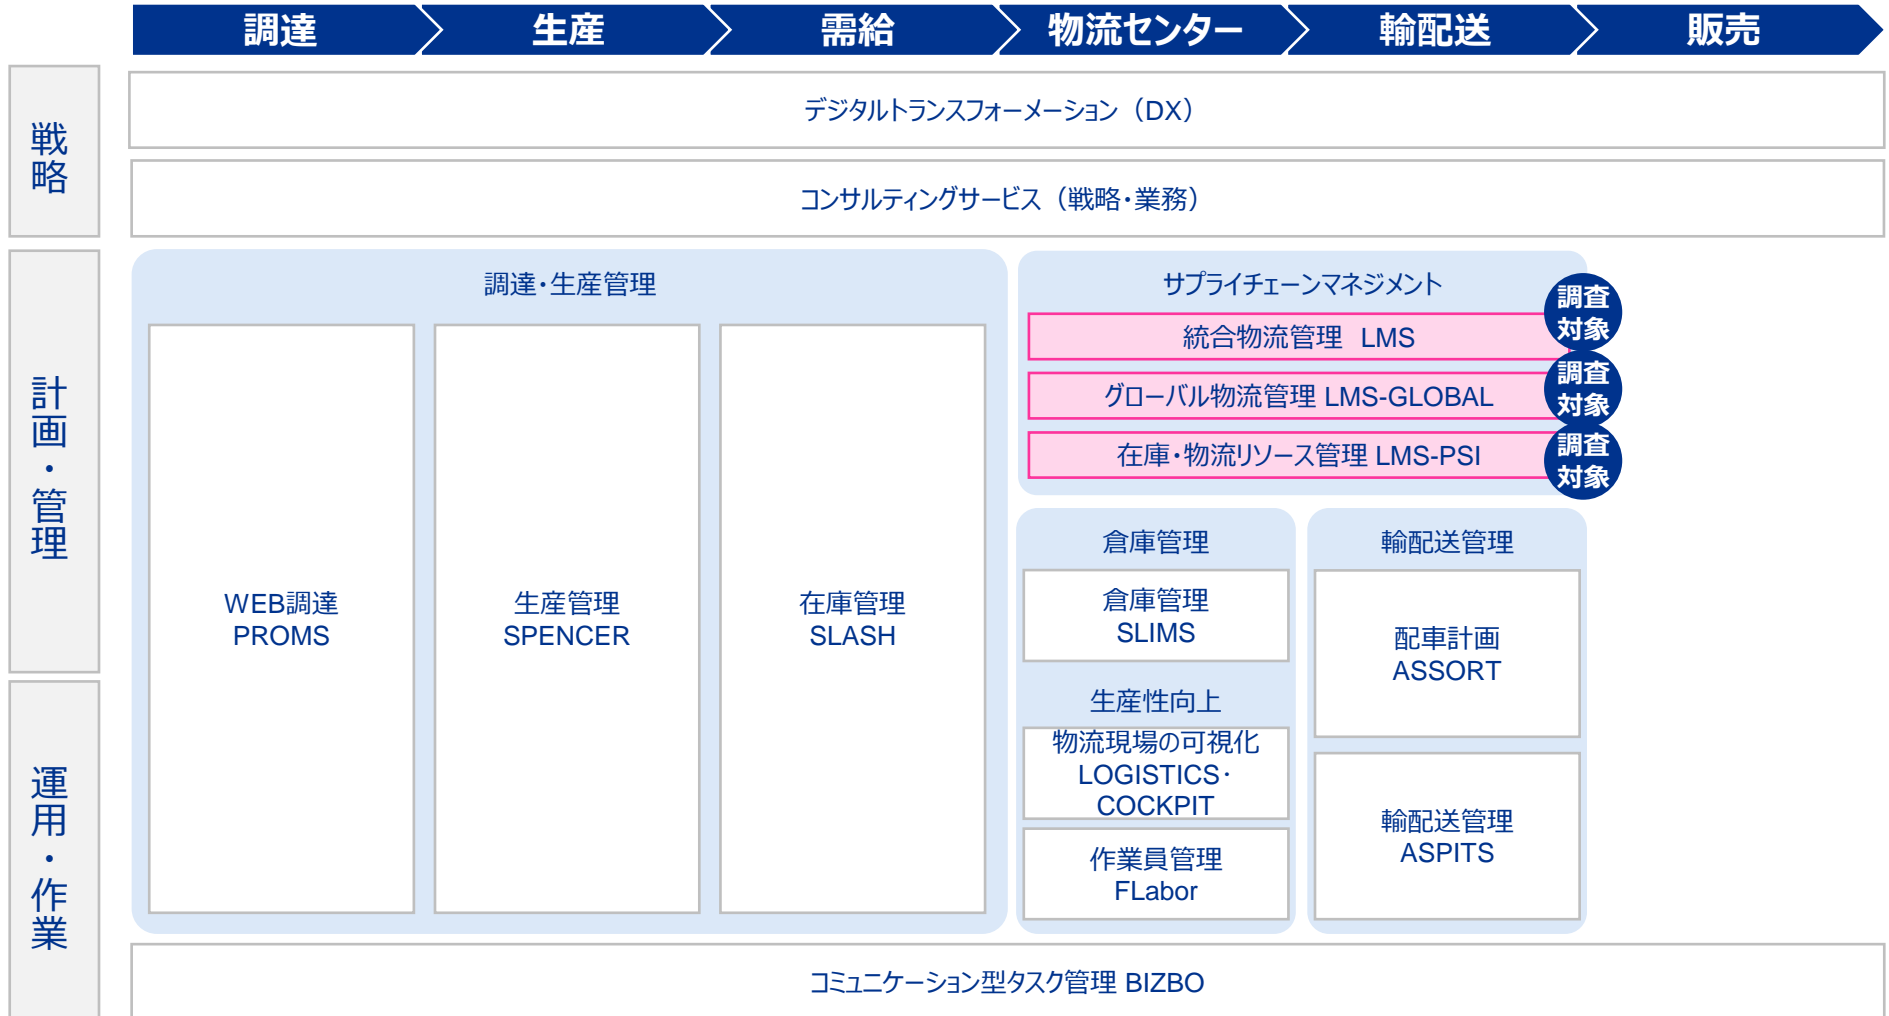 調達
生産
需給
物流センター
輸配送
販売
戦略
デジタルトランスフォーメーション（DX）
コンサルティングサービス（戦略・業務）
計画・管理
調達・生産管理
WEB調達
PROMS
生産管理
SPENCER
在庫管理
SLASH
サプライチェーンマネジメント
統合物流管理 LMS
調査
対象
グローバル物流管理 LMS-GLOBAL
調査
対象
在庫・物流リソース管理 LMS-PSI
調査
対象
倉庫管理
倉庫管理
SLIMS
生産性向上
物流現場の可視化
LOGISTICS・
COCKPIT
作業員管理
FLabor
輸配送管理
配車計画
ASSORT
輸配送管理
ASPITS
運用・作業
コミュニケーション型タスク管理 BIZBO